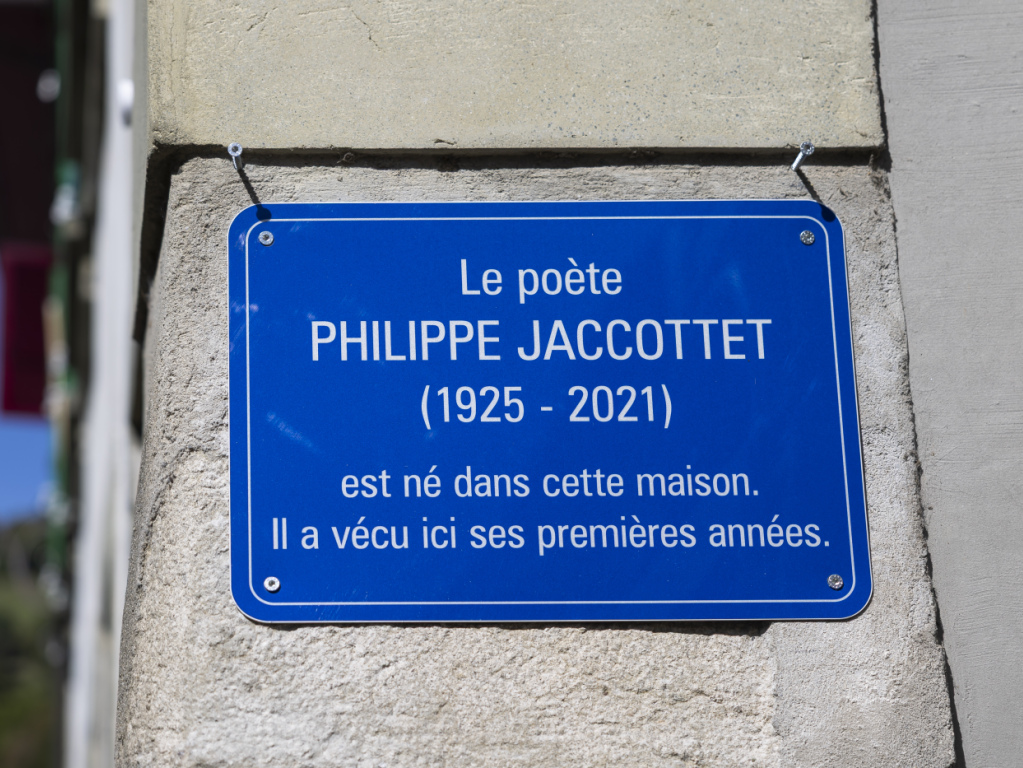 Le poète
PHILIPPE JACCOTTET
(1925 - 2021)
est né dans cette maison.
Il a vécu ici ses premières années.